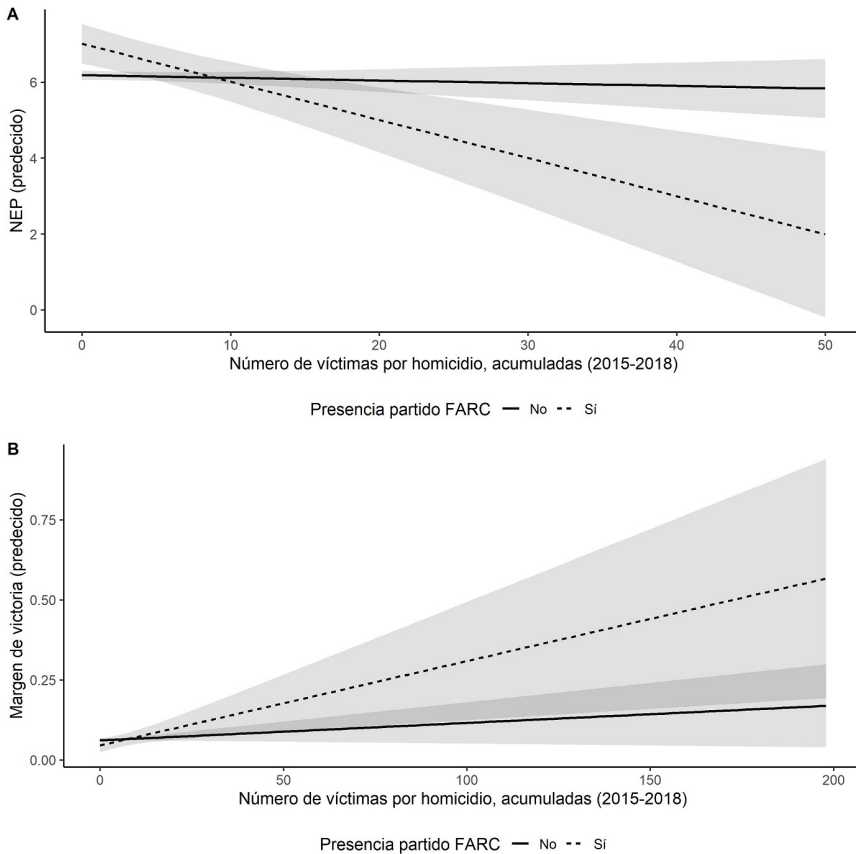 A
NEP (predecido)
6
4
2
0
0 10 20 30 40 50
Número de víctimas por homicidio, acumuladas (2015-2018)
Presencia partido FARC No Sí
B
Margen de victoria (predecido)
0.75
0.50
0.25
0.00
0 50 100 150 200
Número de víctimas por homicidio, acumuladas (2015-2018)
Presencia partido FARC No Sí